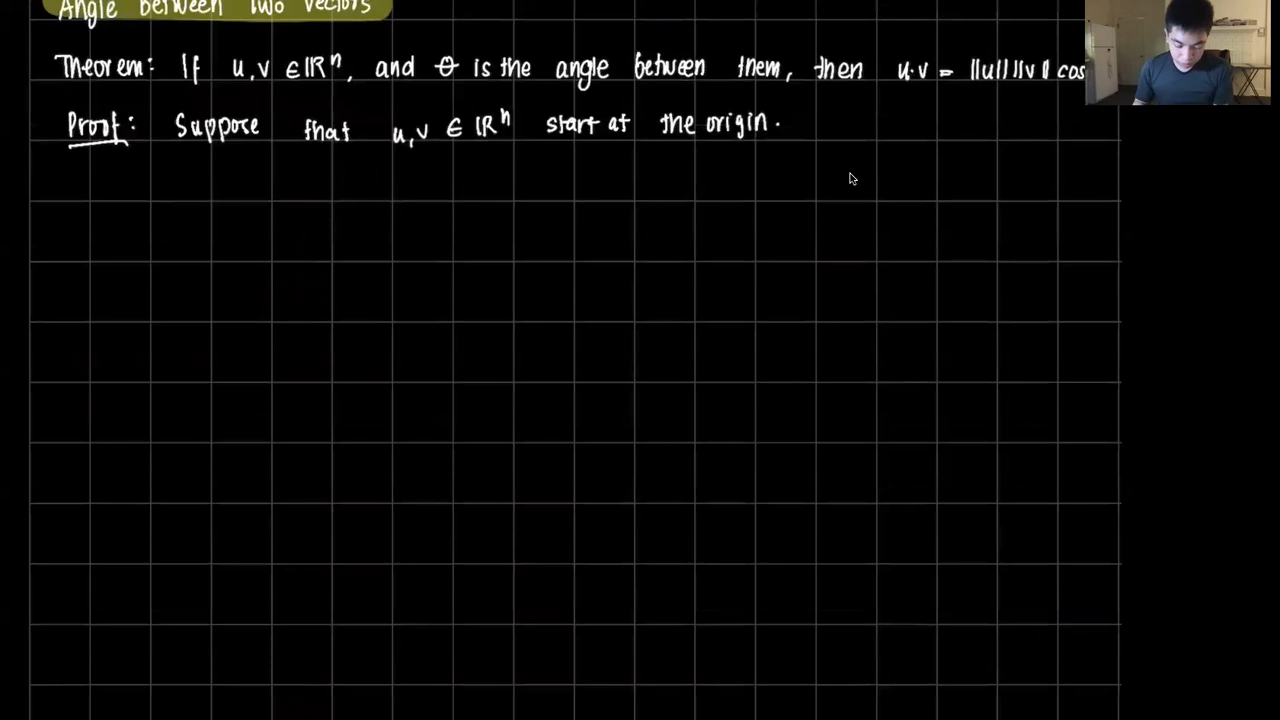 Angle between Two Vectors
Theorem: If u,v ∈ ℝⁿ, and θ is the angle between them, then u·v = ||u|| ||v|| cos
Proof: Suppose that u,v ∈ ℝⁿ start at the origin.